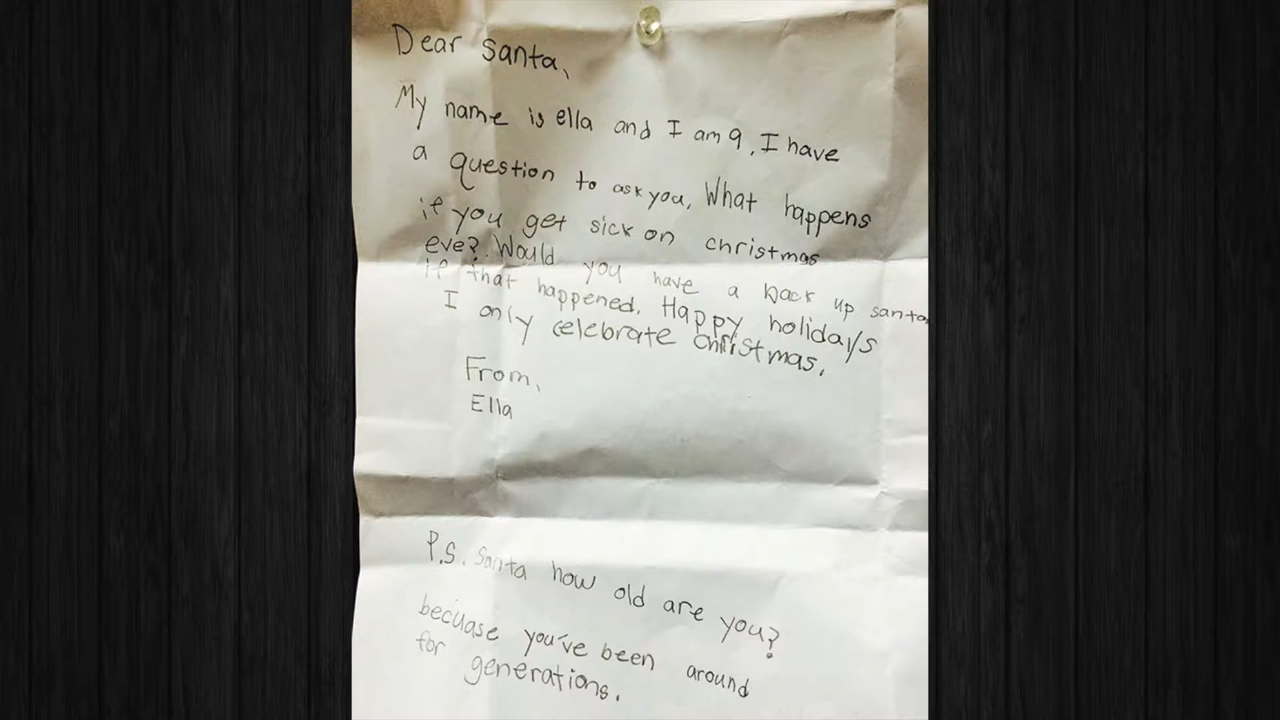 Dear Santa,
My name is ella and I am 9, I have
a question to ask you, What happens
if you get sick on christmas
eve? Would you have a back up santa
if that happened. Happy holidays
I only celebrate christmas.
From,
Ella
P.S. Santa how old are you?
becuase you've been around
for generations.